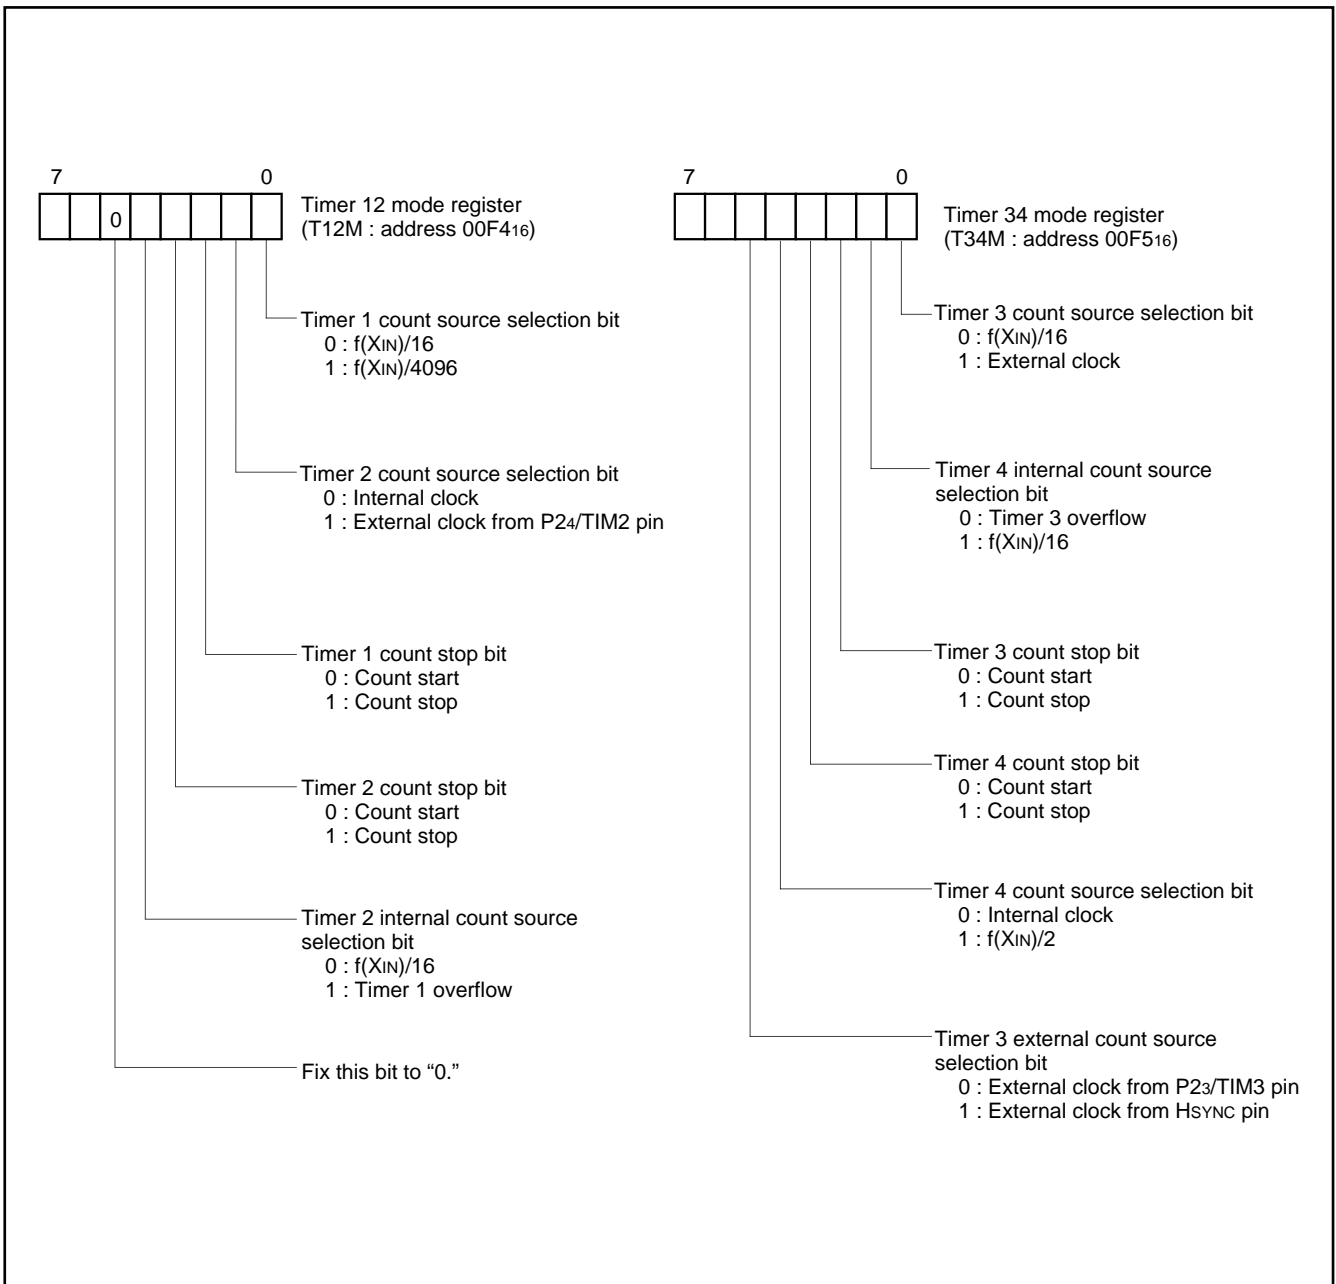 7 0
0
Timer 12 mode register
(T12M : address 00F416)
Timer 1 count source selection bit
0 : f(XIN)/16
1 : f(XIN)/4096
Timer 2 count source selection bit
0 : Internal clock
1 : External clock from P24/TIM2 pin
Timer 1 count stop bit
0 : Count start
1 : Count stop
Timer 2 count stop bit
0 : Count start
1 : Count stop
Timer 2 internal count source
selection bit
0 : f(XIN)/16
1 : Timer 1 overflow
Fix this bit to “0.”
7 0
Timer 34 mode register
(T34M : address 00F516)
Timer 3 count source selection bit
0 : f(XIN)/16
1 : External clock
Timer 4 internal count source
selection bit
0 : Timer 3 overflow
1 : f(XIN)/16
Timer 3 count stop bit
0 : Count start
1 : Count stop
Timer 4 count stop bit
0 : Count start
1 : Count stop
Timer 4 count source selection bit
0 : Internal clock
1 : f(XIN)/2
Timer 3 external count source
selection bit
0 : External clock from P23/TIM3 pin
1 : External clock from HSYNC pin